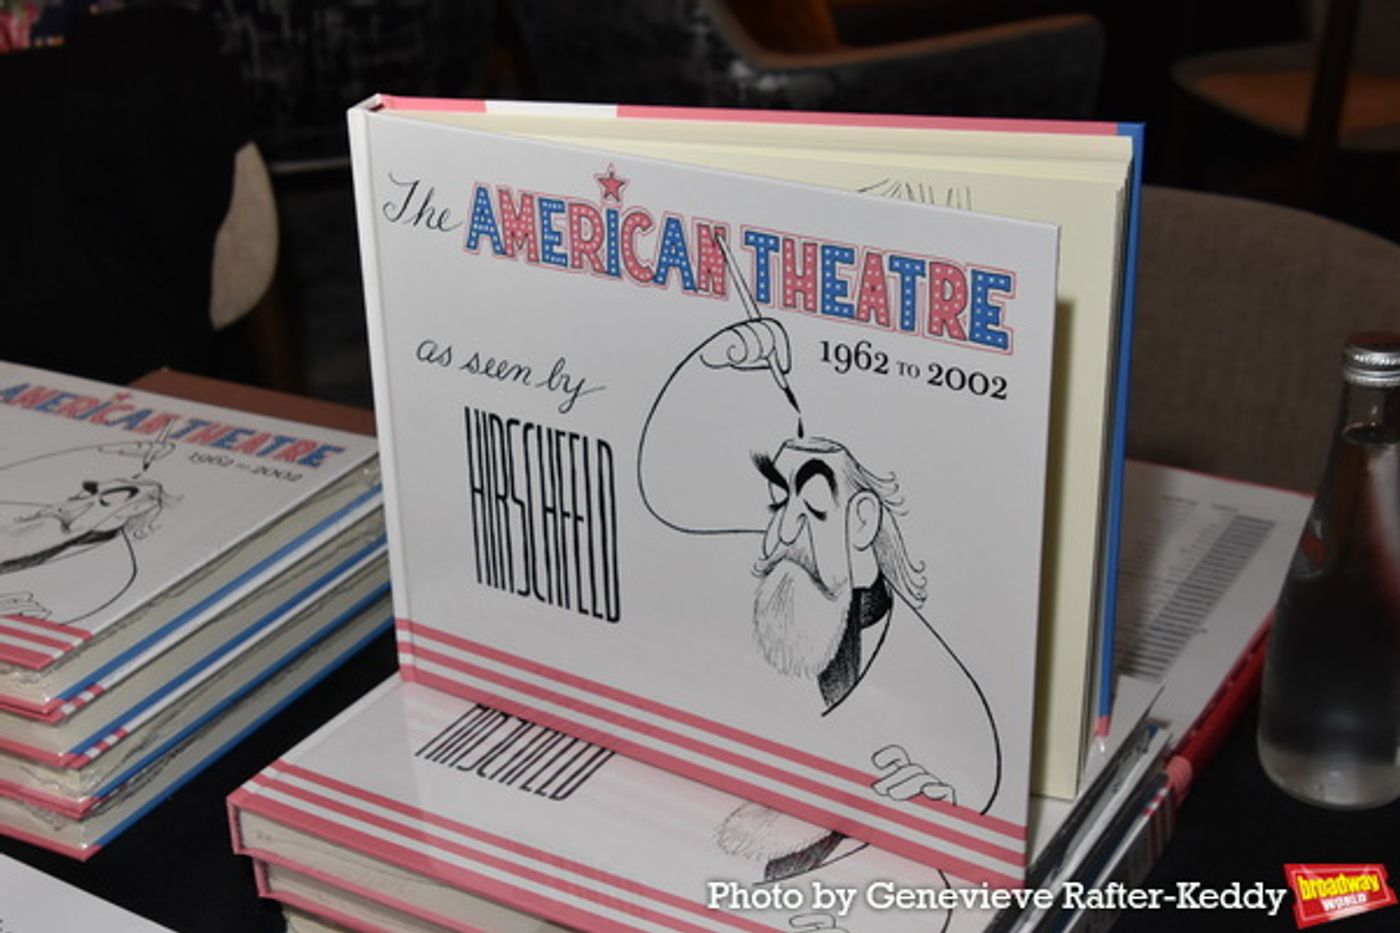 The AMERICAN THEATRE
1962 TO 2002
as seen by
HIRSCHFELD
AMERICAN THEATRE
1962 TO 2002
HIRSCHFELD
Photo by Genevieve Rafter-Keddy
broadway
WORLD